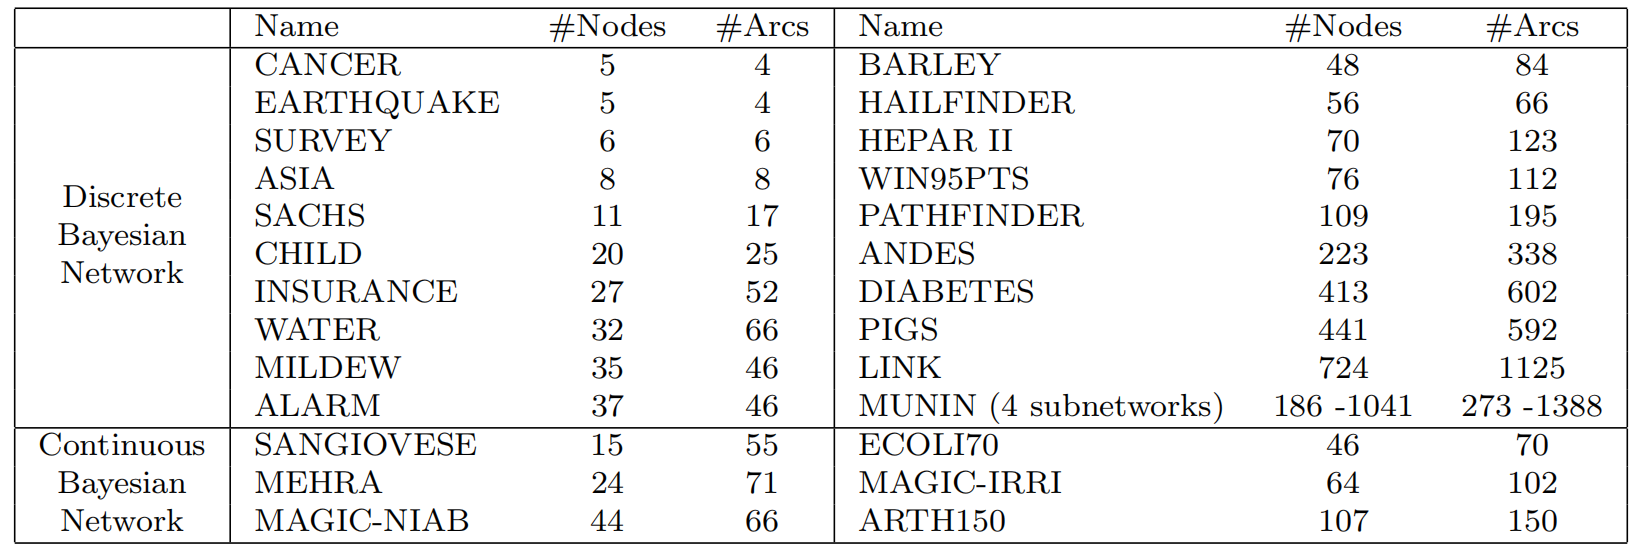 Name #Nodes #Arcs Name #Nodes #Arcs
CANCER 5 4 BARLEY 48 84
EARTHQUAKE 5 4 HAILFINDER 56 66
SURVEY 6 6 HEPAR II 70 123
ASIA 8 8 WIN95PTS 76 112
Discrete
Bayesian
Network
SACHS 11 17 PATHFINDER 109 195
CHILD 20 25 ANDES 223 338
INSURANCE 27 52 DIABETES 413 602
WATER 32 66 PIGS 441 592
MILDEW 35 46 LINK 724 1125
ALARM 37 46 MUNIN (4 subnetworks) 186 -1041 273 -1388
Continuous SANGIOVESE 15 55 ECOLI70 46 70
Bayesian MEHRA 24 71 MAGIC-IRRI 64 102
Network MAGIC-NIAB 44 66 ARTH150 107 150